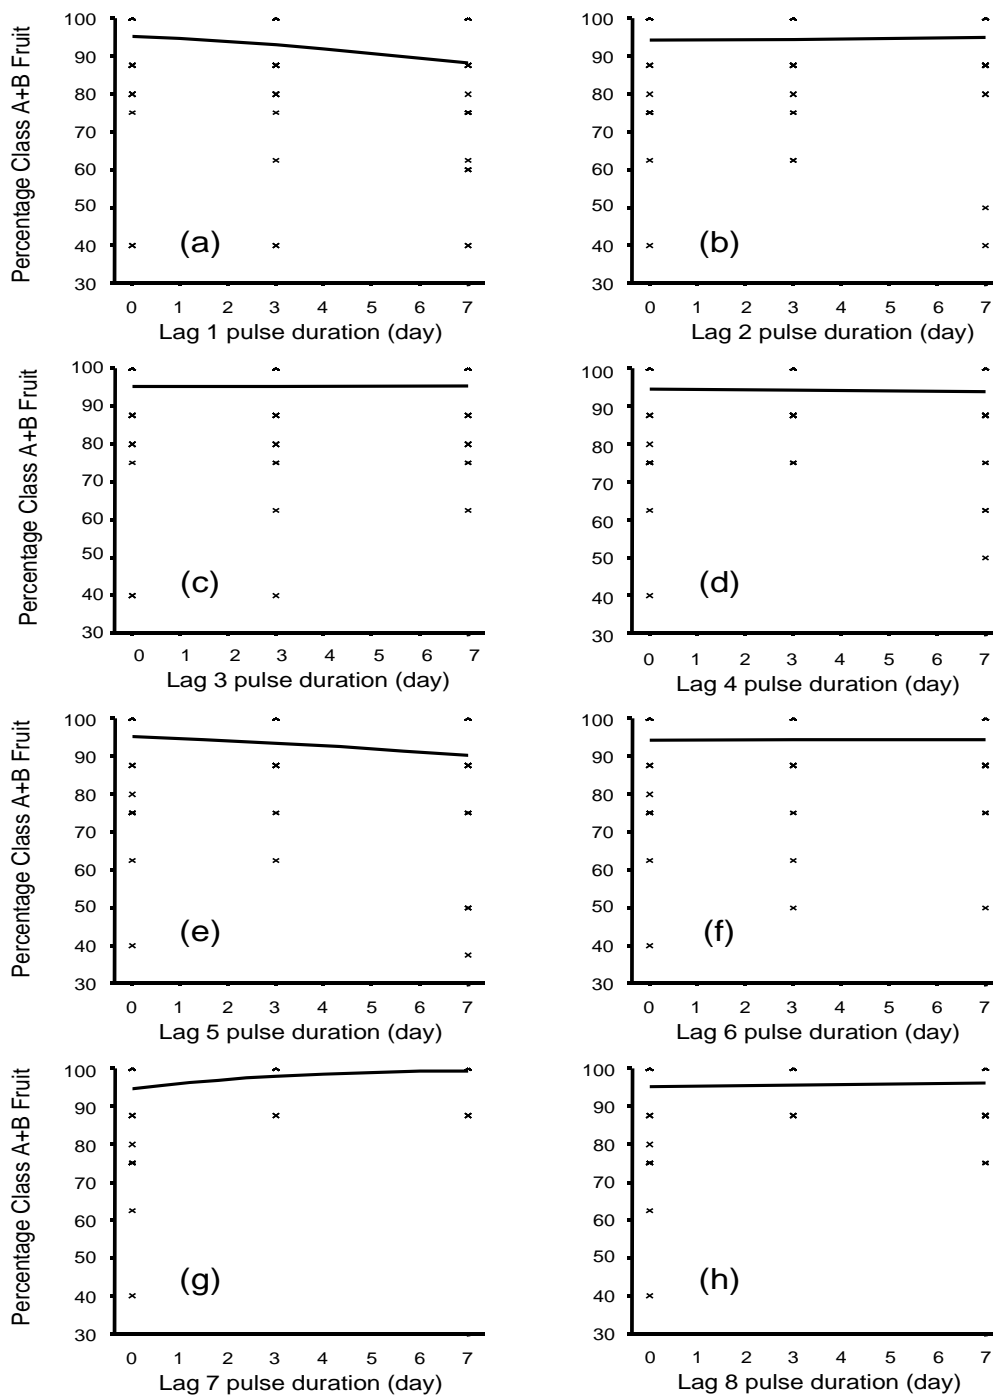 Percentage Class A+B Fruit
100
90
80
70
60
50
40
30
(a)
0 1 2 3 4 5 6 7
Lag 1 pulse duration (day)
100
90
80
70
60
50
40
30
(b)
0 1 2 3 4 5 6 7
Lag 2 pulse duration (day)
Percentage Class A+B Fruit
100
90
80
70
60
50
40
30
(c)
0 1 2 3 4 5 6 7
Lag 3 pulse duration (day)
100
90
80
70
60
50
40
30
(d)
0 1 2 3 4 5 6 7
Lag 4 pulse duration (day)
Percentage Class A+B Fruit
100
90
80
70
60
50
40
30
(e)
0 1 2 3 4 5 6 7
Lag 5 pulse duration (day)
100
90
80
70
60
50
40
30
(f)
0 1 2 3 4 5 6 7
Lag 6 pulse duration (day)
Percentage Class A+B Fruit
100
90
80
70
60
50
40
30
(g)
0 1 2 3 4 5 6 7
Lag 7 pulse duration (day)
100
90
80
70
60
50
40
30
(h)
0 1 2 3 4 5 6 7
Lag 8 pulse duration (day)